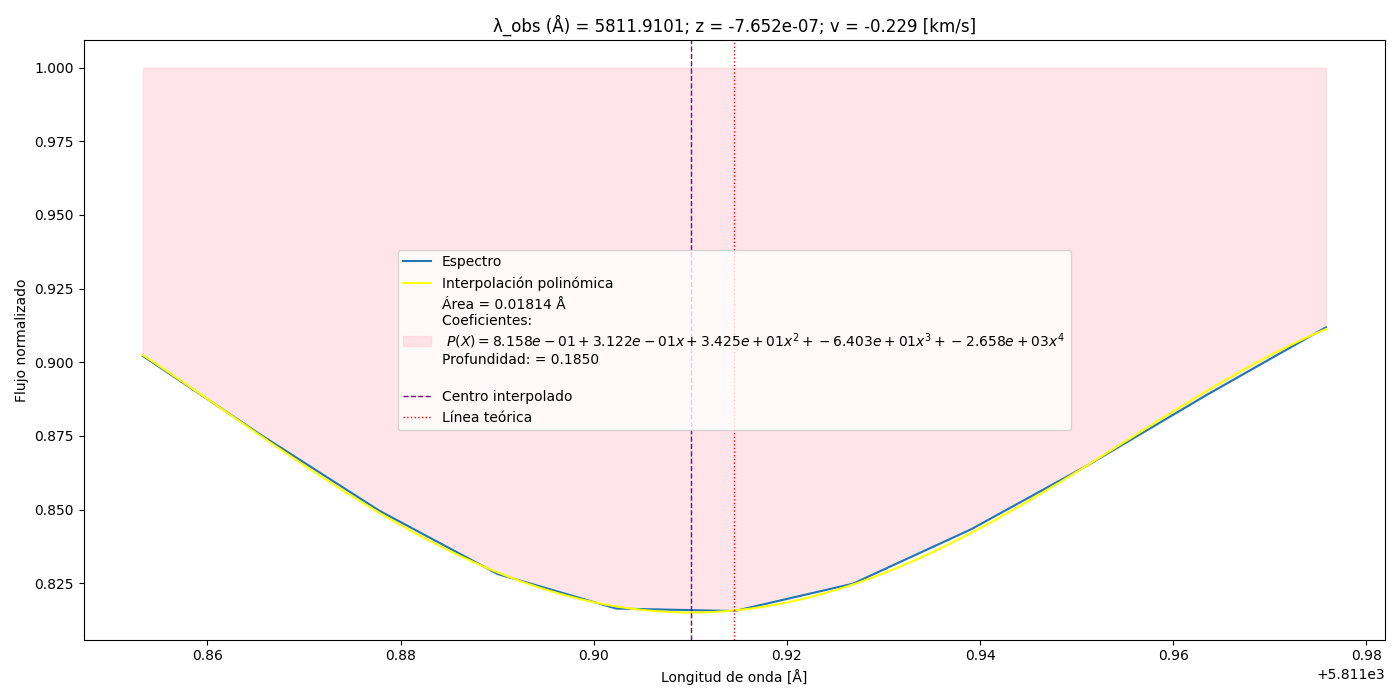 λ_obs (Å) = 5811.9101; z = -7.652e-07; v = -0.229 [km/s]
Flujo normalizado
1.000
0.975
0.950
0.925
0.900
0.875
0.850
0.825
Espectro
Interpolación polinómica
Área = 0.01814 Å
Coeficientes:
P(X) = 8.158e − 01 + 3.122e − 01x + 3.425e + 01x² + −6.403e + 01x³ + −2.658e + 03x⁴
Profundidad: = 0.1850
Centro interpolado
Línea teórica
0.86 0.88 0.90 0.92 0.94 0.96 0.98
Longitud de onda [Å]
+5.811e3